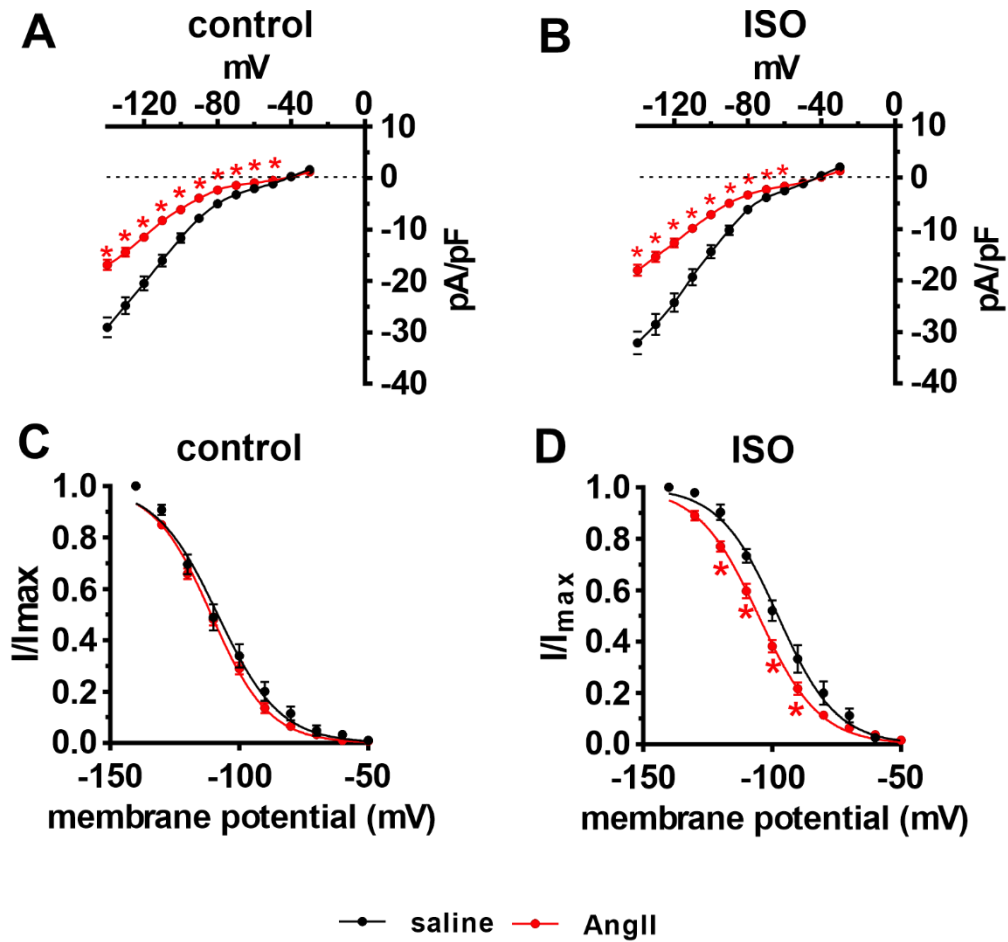 A control
mV
-120 -80 -40 0
10
0
-10
-20
-30
-40
pA/pF
* * * * * * * * * *
B ISO
mV
-120 -80 -40 0
10
0
-10
-20
-30
-40
pA/pF
* * * * * * * * *
C control
1.0
0.8
0.6
0.4
0.2
0.0
I/Imax
-150 -100 -50
membrane potential (mV)
D ISO
1.0
0.8
0.6
0.4
0.2
0.0
I/Imax
* * * *
-150 -100 -50
membrane potential (mV)
saline AngII